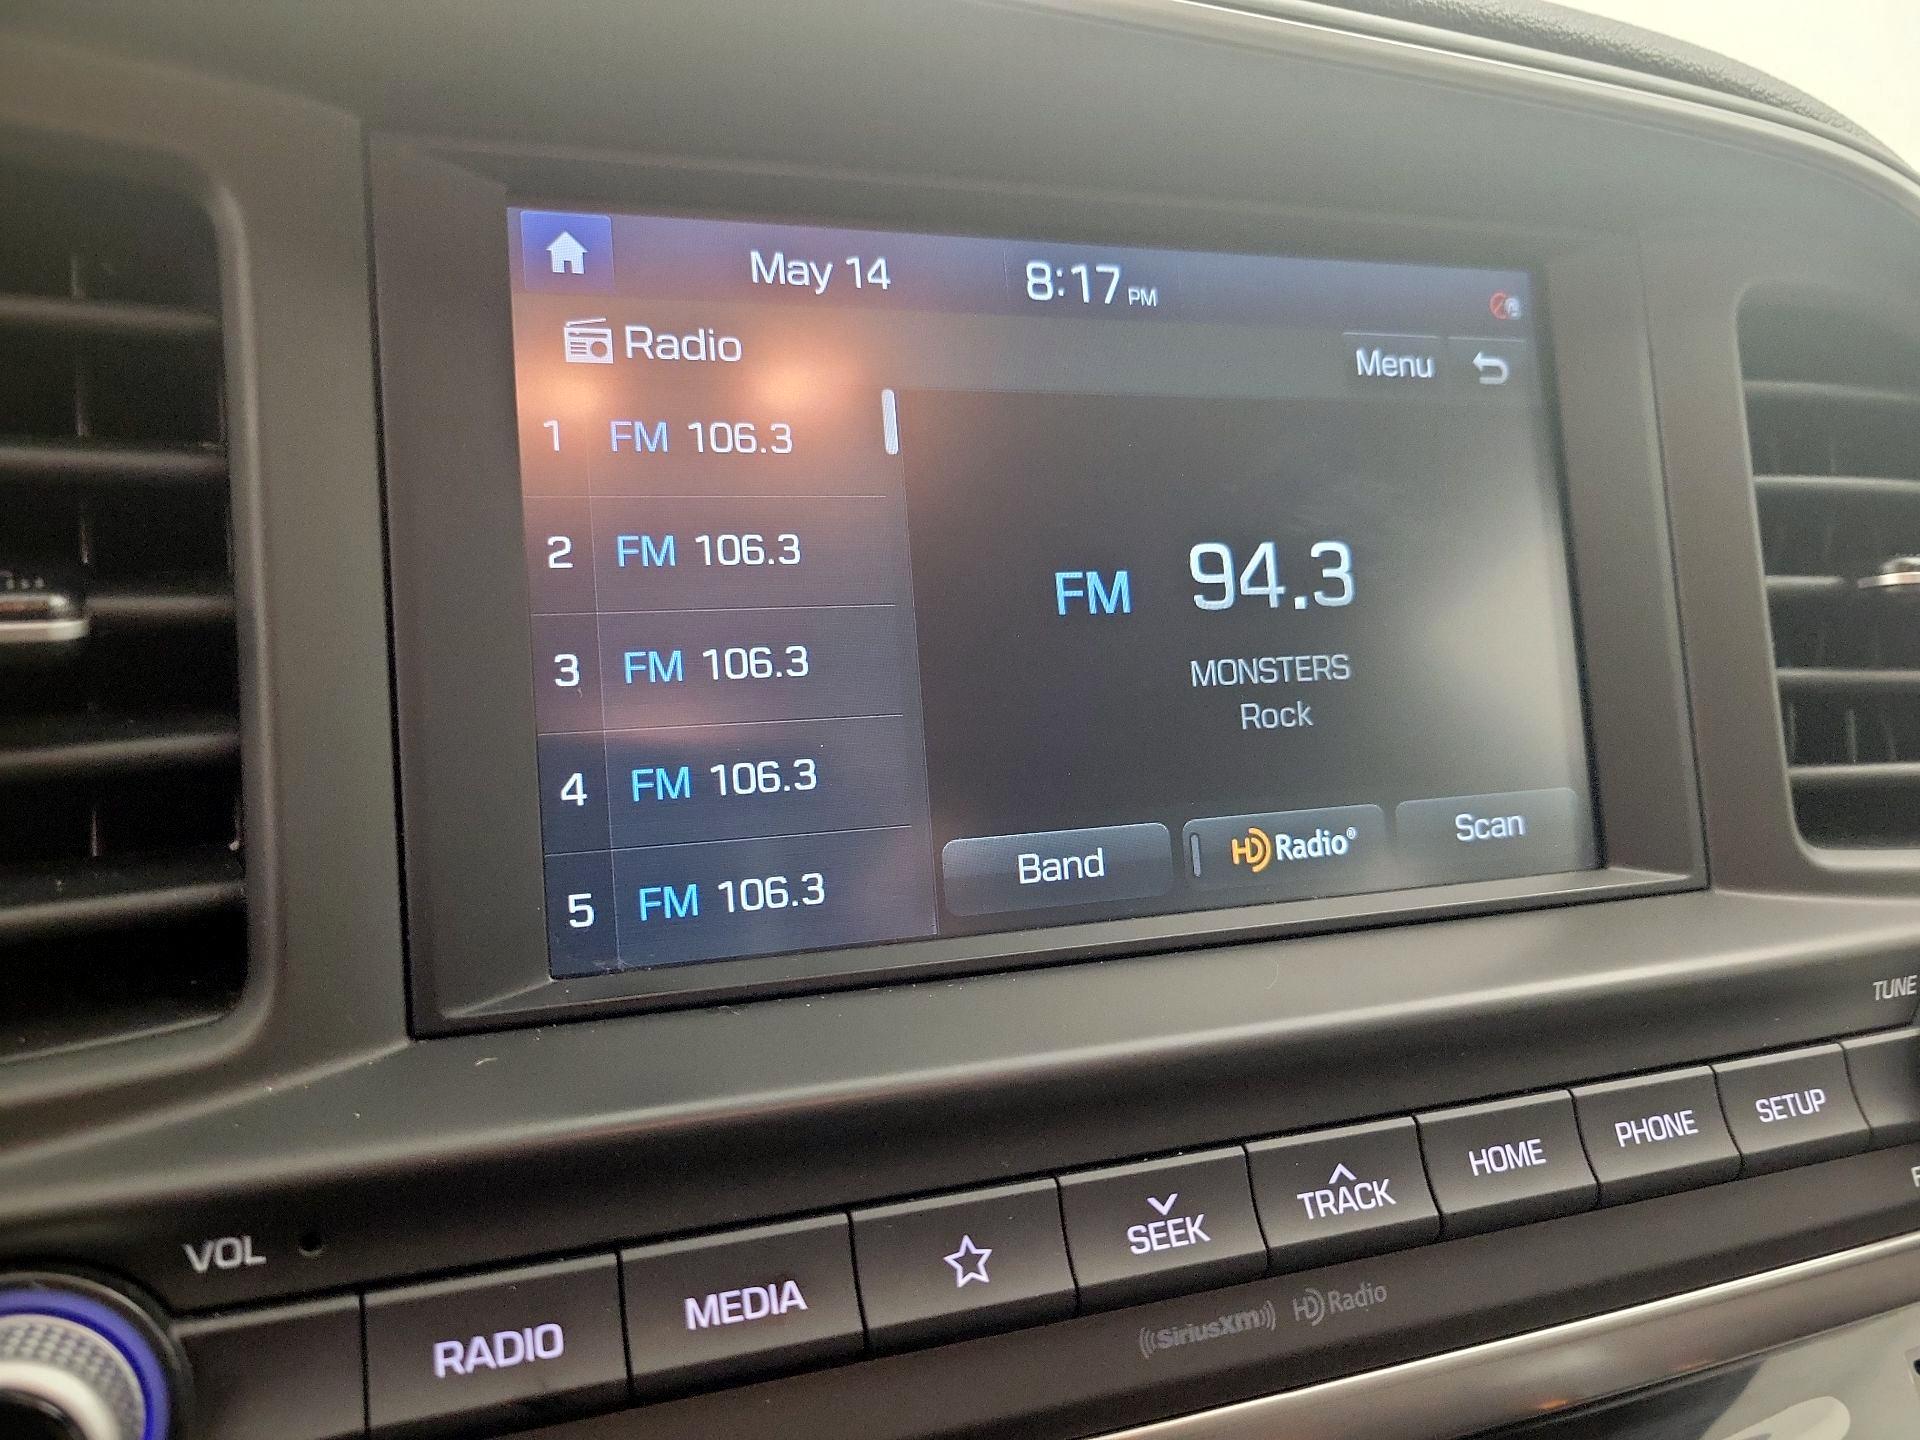 May 14 8:17 PM
Radio
Menu
1 FM 106.3
2 FM 106.3
3 FM 106.3
4 FM 106.3
5 FM 106.3
FM 94.3
MONSTERS
Rock
Band HD Radio® Scan
TUNE
VOL
RADIO MEDIA SEEK TRACK HOME PHONE SETUP
((SiriusXM)) HD Radio